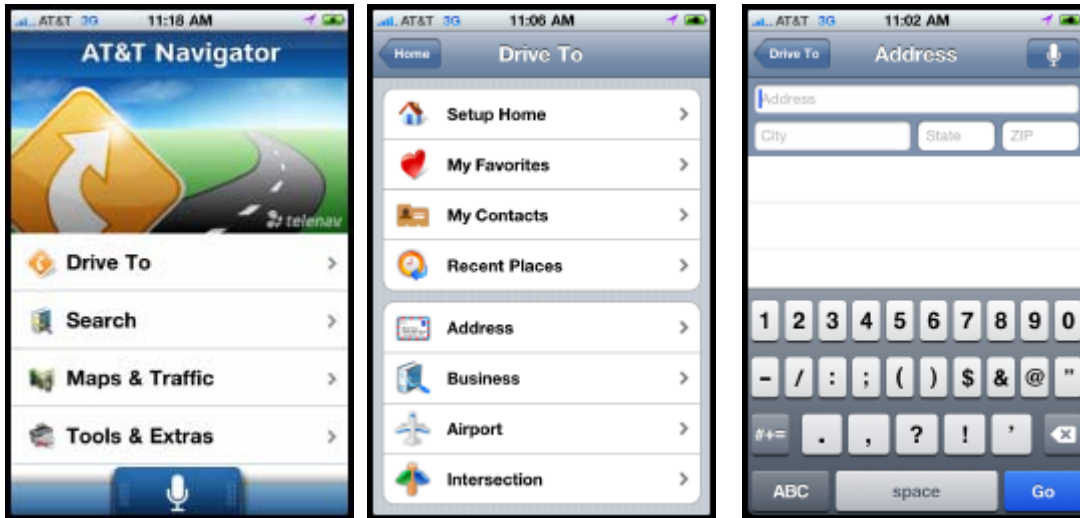 AT&T 3G 11:18 AM
AT&T Navigator
telenav
Drive To
Search
Maps & Traffic
Tools & Extras
AT&T 3G 11:06 AM
Home Drive To
Setup Home
My Favorites
My Contacts
Recent Places
Address
Business
Airport
Intersection
AT&T 3G 11:02 AM
Drive To Address
Address
City State ZIP
1 2 3 4 5 6 7 8 9 0
- / : ; ( ) $ & @ "
#+= . , ? ! '
ABC space Go